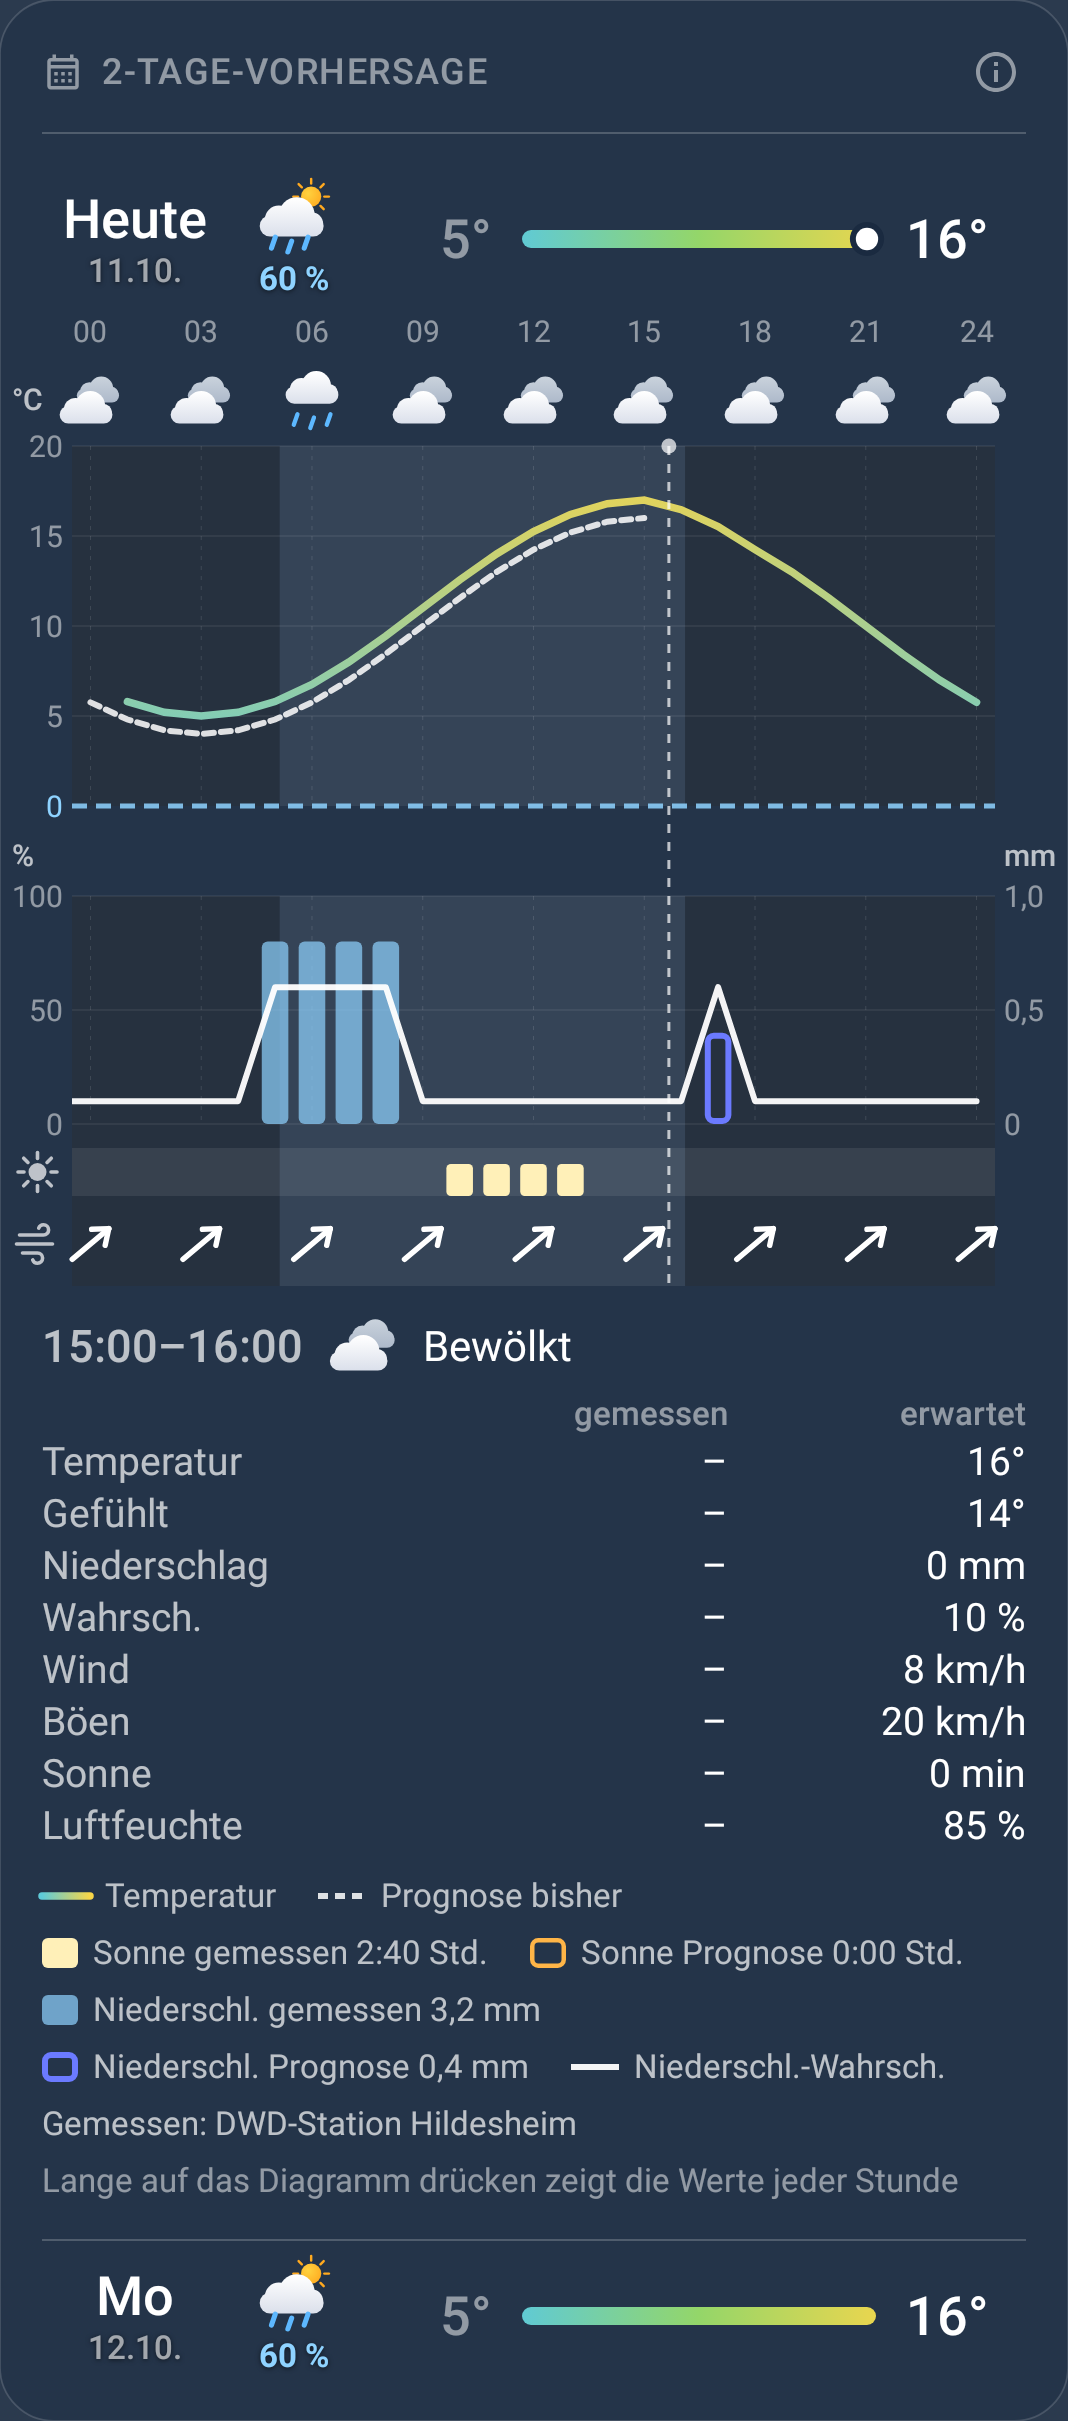 2-TAGE-VORHERSAGE
Heute
11.10.
60 %
5°
16°
00 03 06 09 12 15 18 21 24
°C
20
15
10
5
0
% mm
100 1,0
50 0,5
0 0
15:00–16:00 Bewölkt
gemessen erwartet
Temperatur – 16°
Gefühlt – 14°
Niederschlag – 0 mm
Wahrsch. – 10 %
Wind – 8 km/h
Böen – 20 km/h
Sonne – 0 min
Luftfeuchte – 85 %
Temperatur Prognose bisher
Sonne gemessen 2:40 Std. Sonne Prognose 0:00 Std.
Niederschl. gemessen 3,2 mm
Niederschl. Prognose 0,4 mm Niederschl.-Wahrsch.
Gemessen: DWD-Station Hildesheim
Lange auf das Diagramm drücken zeigt die Werte jeder Stunde
Mo
12.10.
60 %
5°
16°